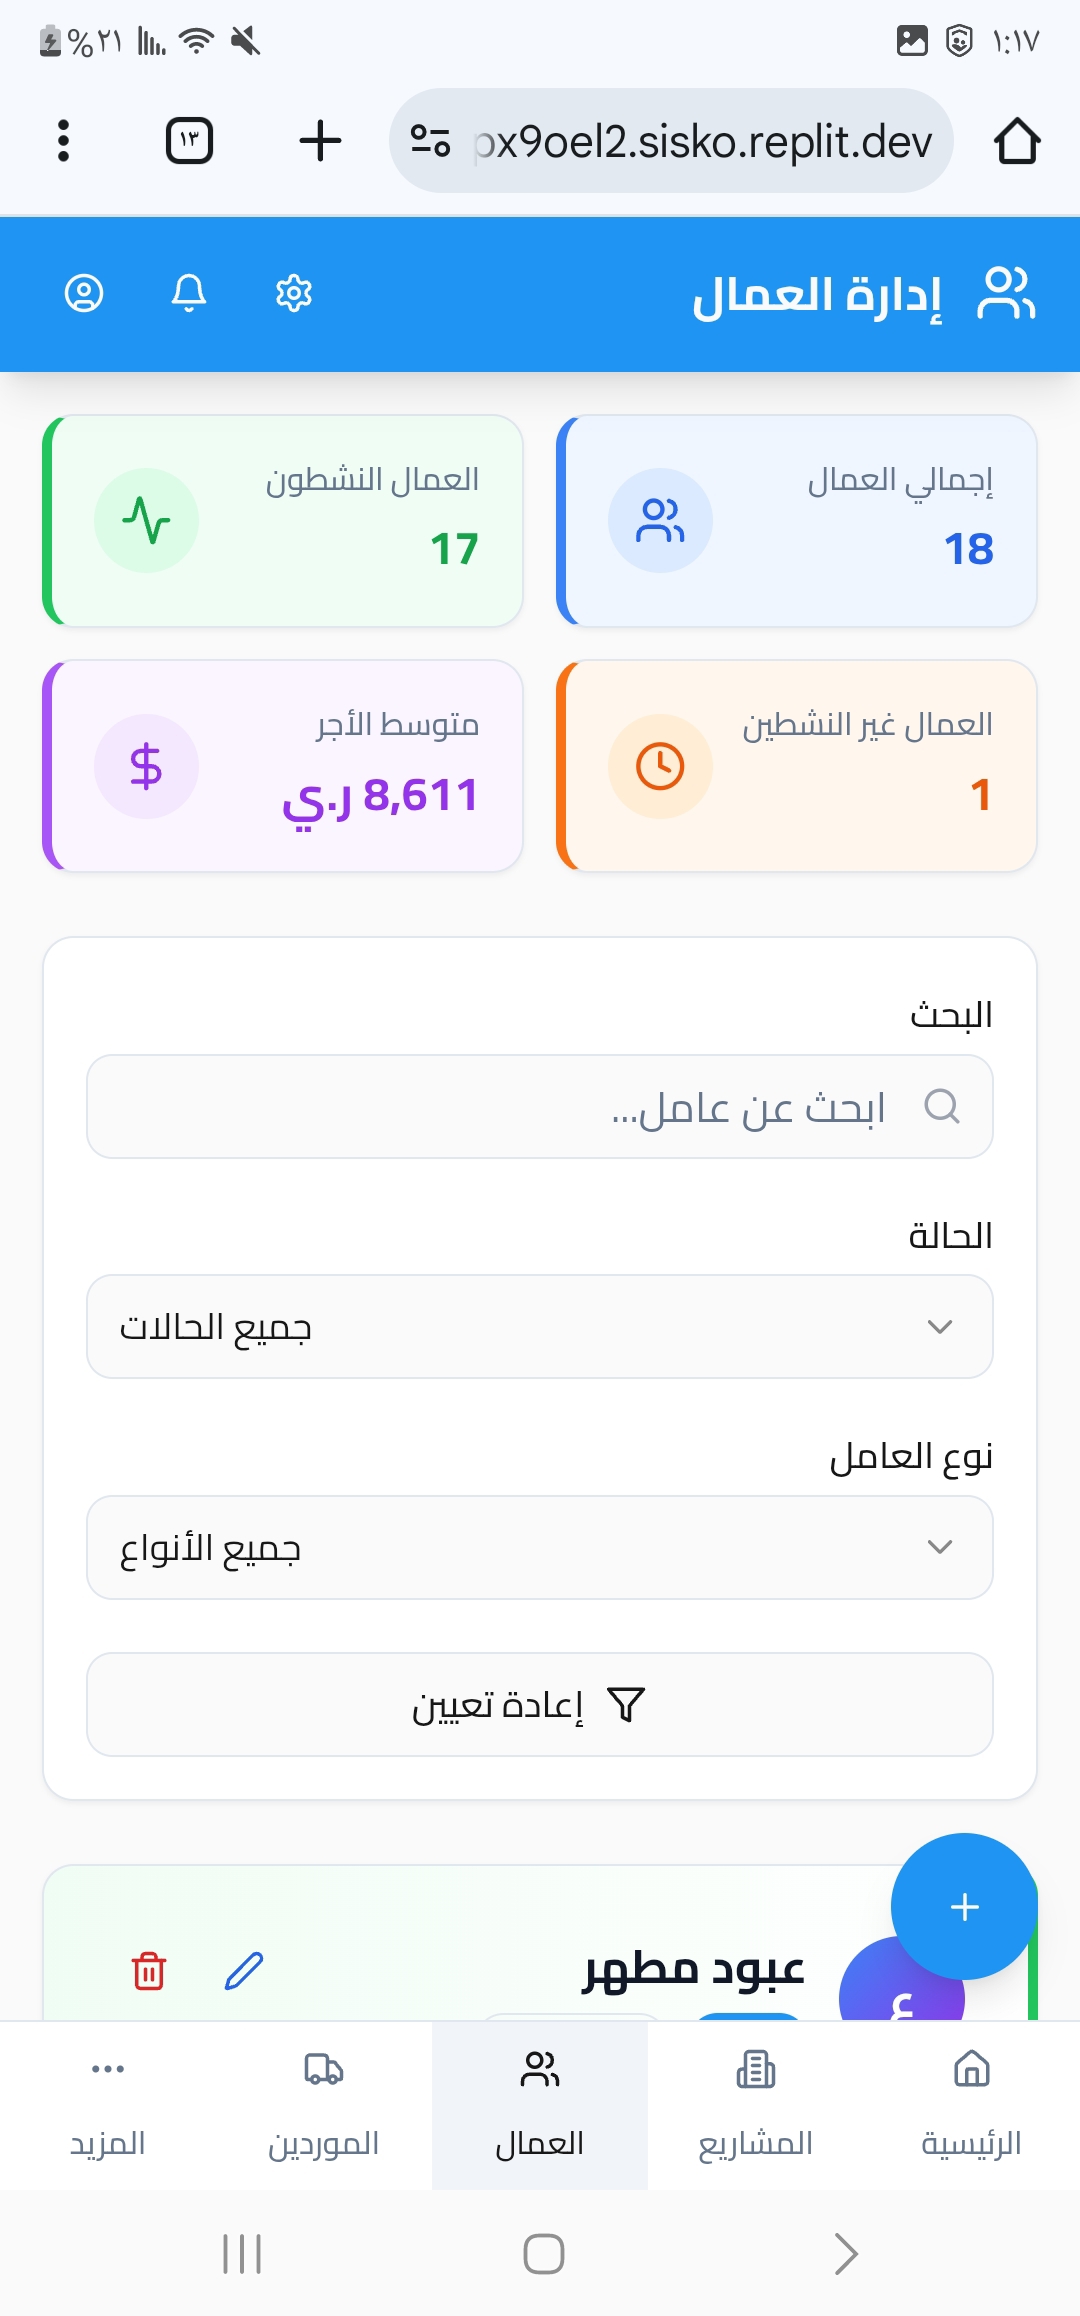 ١:١٧
٢١%
px9oel2.sisko.replit.dev
١٣
إدارة العمال
إجمالي العمال
18
العمال النشطون
17
العمال غير النشطين
1
متوسط الأجر
8,611 ر.ي
البحث
ابحث عن عامل...
الحالة
جميع الحالات
نوع العامل
جميع الأنواع
إعادة تعيين
ع
عبود مطهر
الرئيسية
المشاريع
العمال
الموردين
المزيد